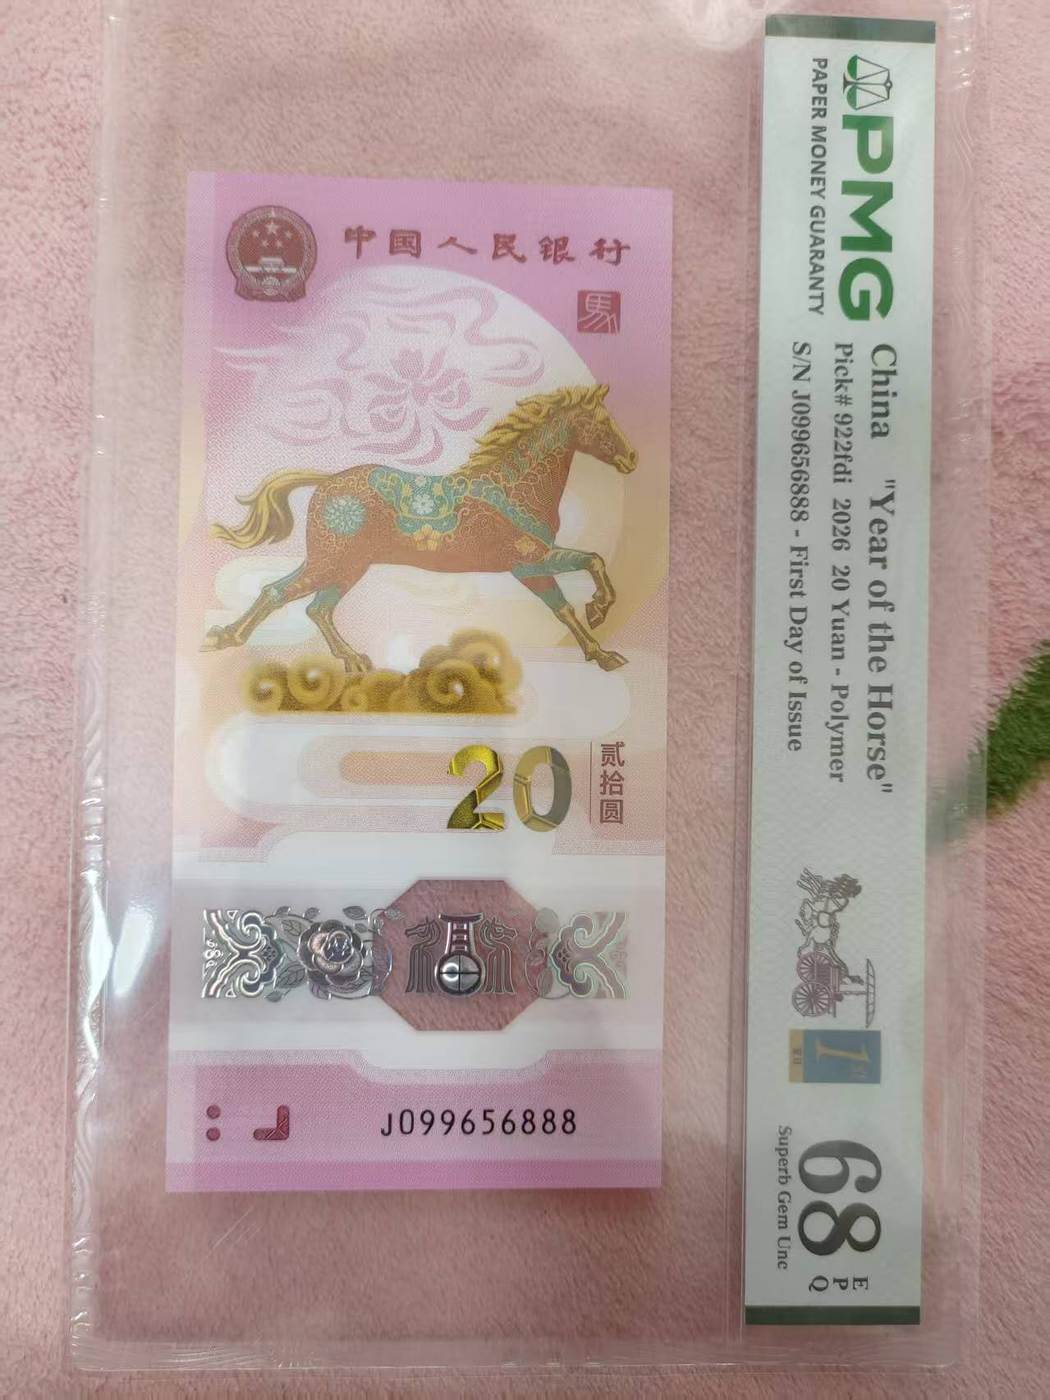 中国人民银行
馬
20
贰拾圆
J099656888
PMG
PAPER MONEY GUARANTY
China "Year of the Horse"
Pick# 922fdi 2026 20 Yuan - Polymer
S/N J099656888 - First Day of Issue
68
EPQ
Superb Gem Unc